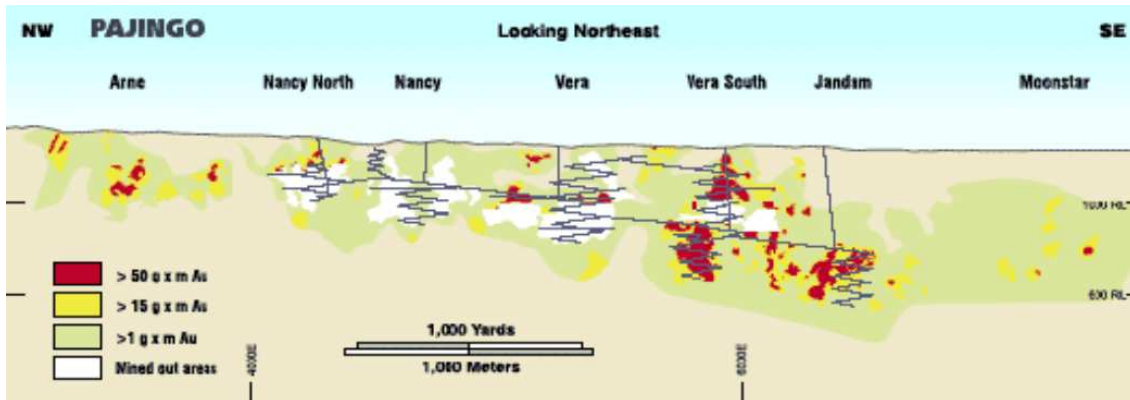 NW PAJINGO Looking Northeast SE
Arne Nancy North Nancy Vera Vera South Jandam Moonstar
1000 RL
600 RL
> 50 g x m Au
> 15 g x m Au
>1 g x m Au
Mined out areas
1,000 Yards
1,000 Meters
4000E
6000E